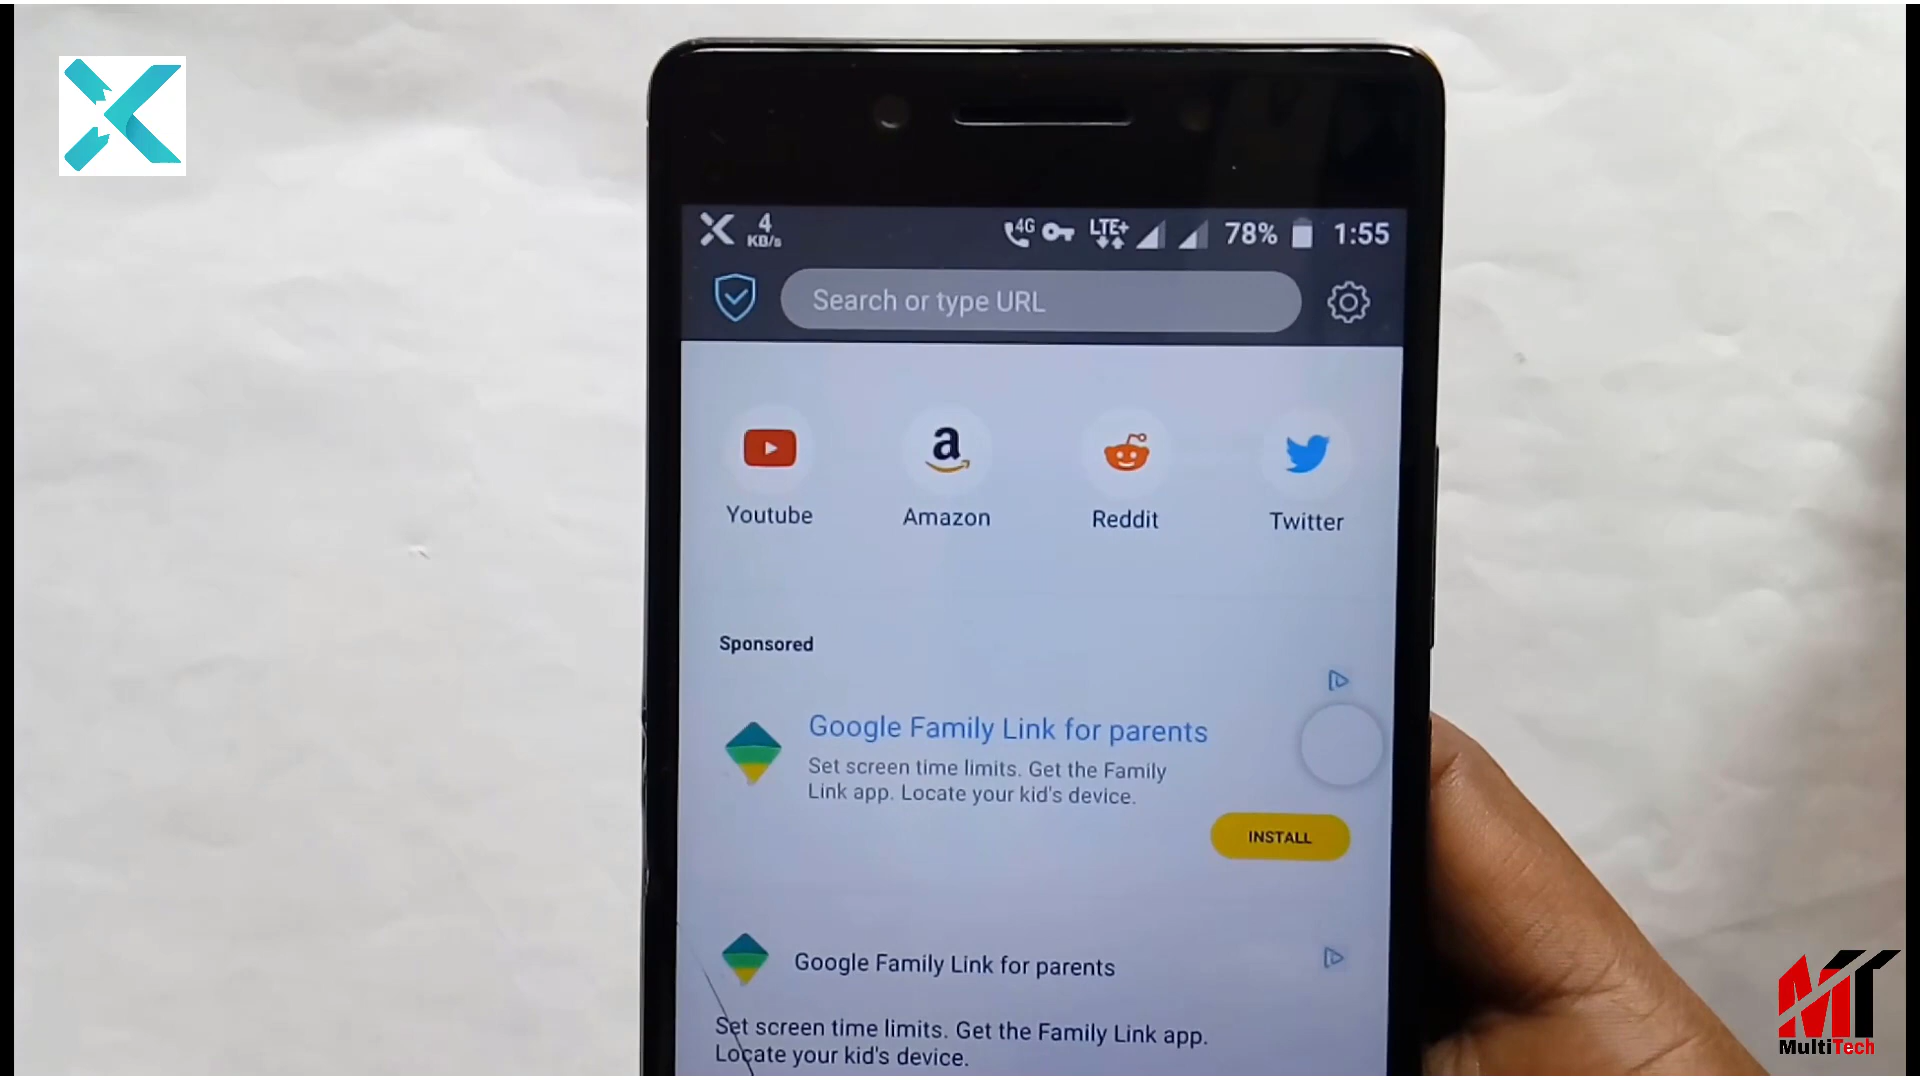 4
KB/s
4G
LTE+
78%
1:55
Search or type URL
Youtube
Amazon
Reddit
Twitter
Sponsored
Google Family Link for parents
Set screen time limits. Get the Family
Link app. Locate your kid's device.
INSTALL
Google Family Link for parents
Set screen time limits. Get the Family Link app.
Locate your kid's device.
MT
MultiTech